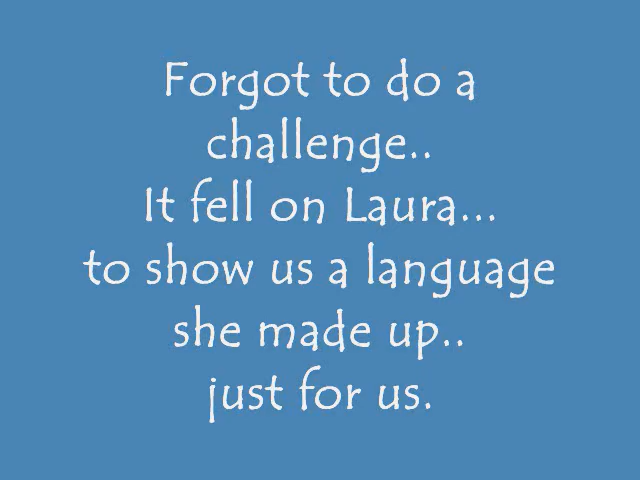 Forgot to do a
challenge..
It fell on Laura...
to show us a language
she made up..
just for us.